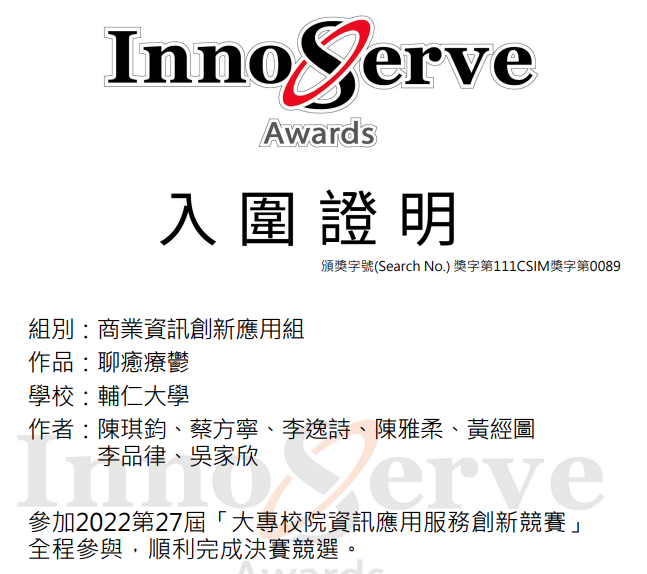 InnoServe
Awards
入圍證明
頒獎字號(Search No.) 獎字第111CSIM獎字第0089
組別：商業資訊創新應用組
作品：聊癒療鬱
學校：輔仁大學
作者：陳琪鈞、蔡方寧、李逸詩、陳雅柔、黃經圖
李品律、吳家欣
InnoServe
參加2022第27屆「大專校院資訊應用服務創新競賽」
全程參與，順利完成決賽競選。
Awards